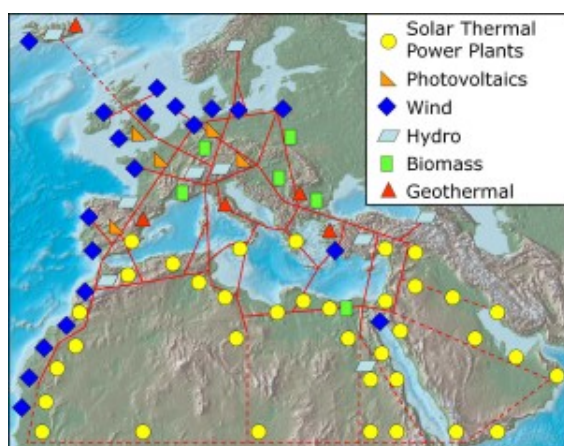 Solar Thermal
Power Plants
Photovoltaics
Wind
Hydro
Biomass
Geothermal